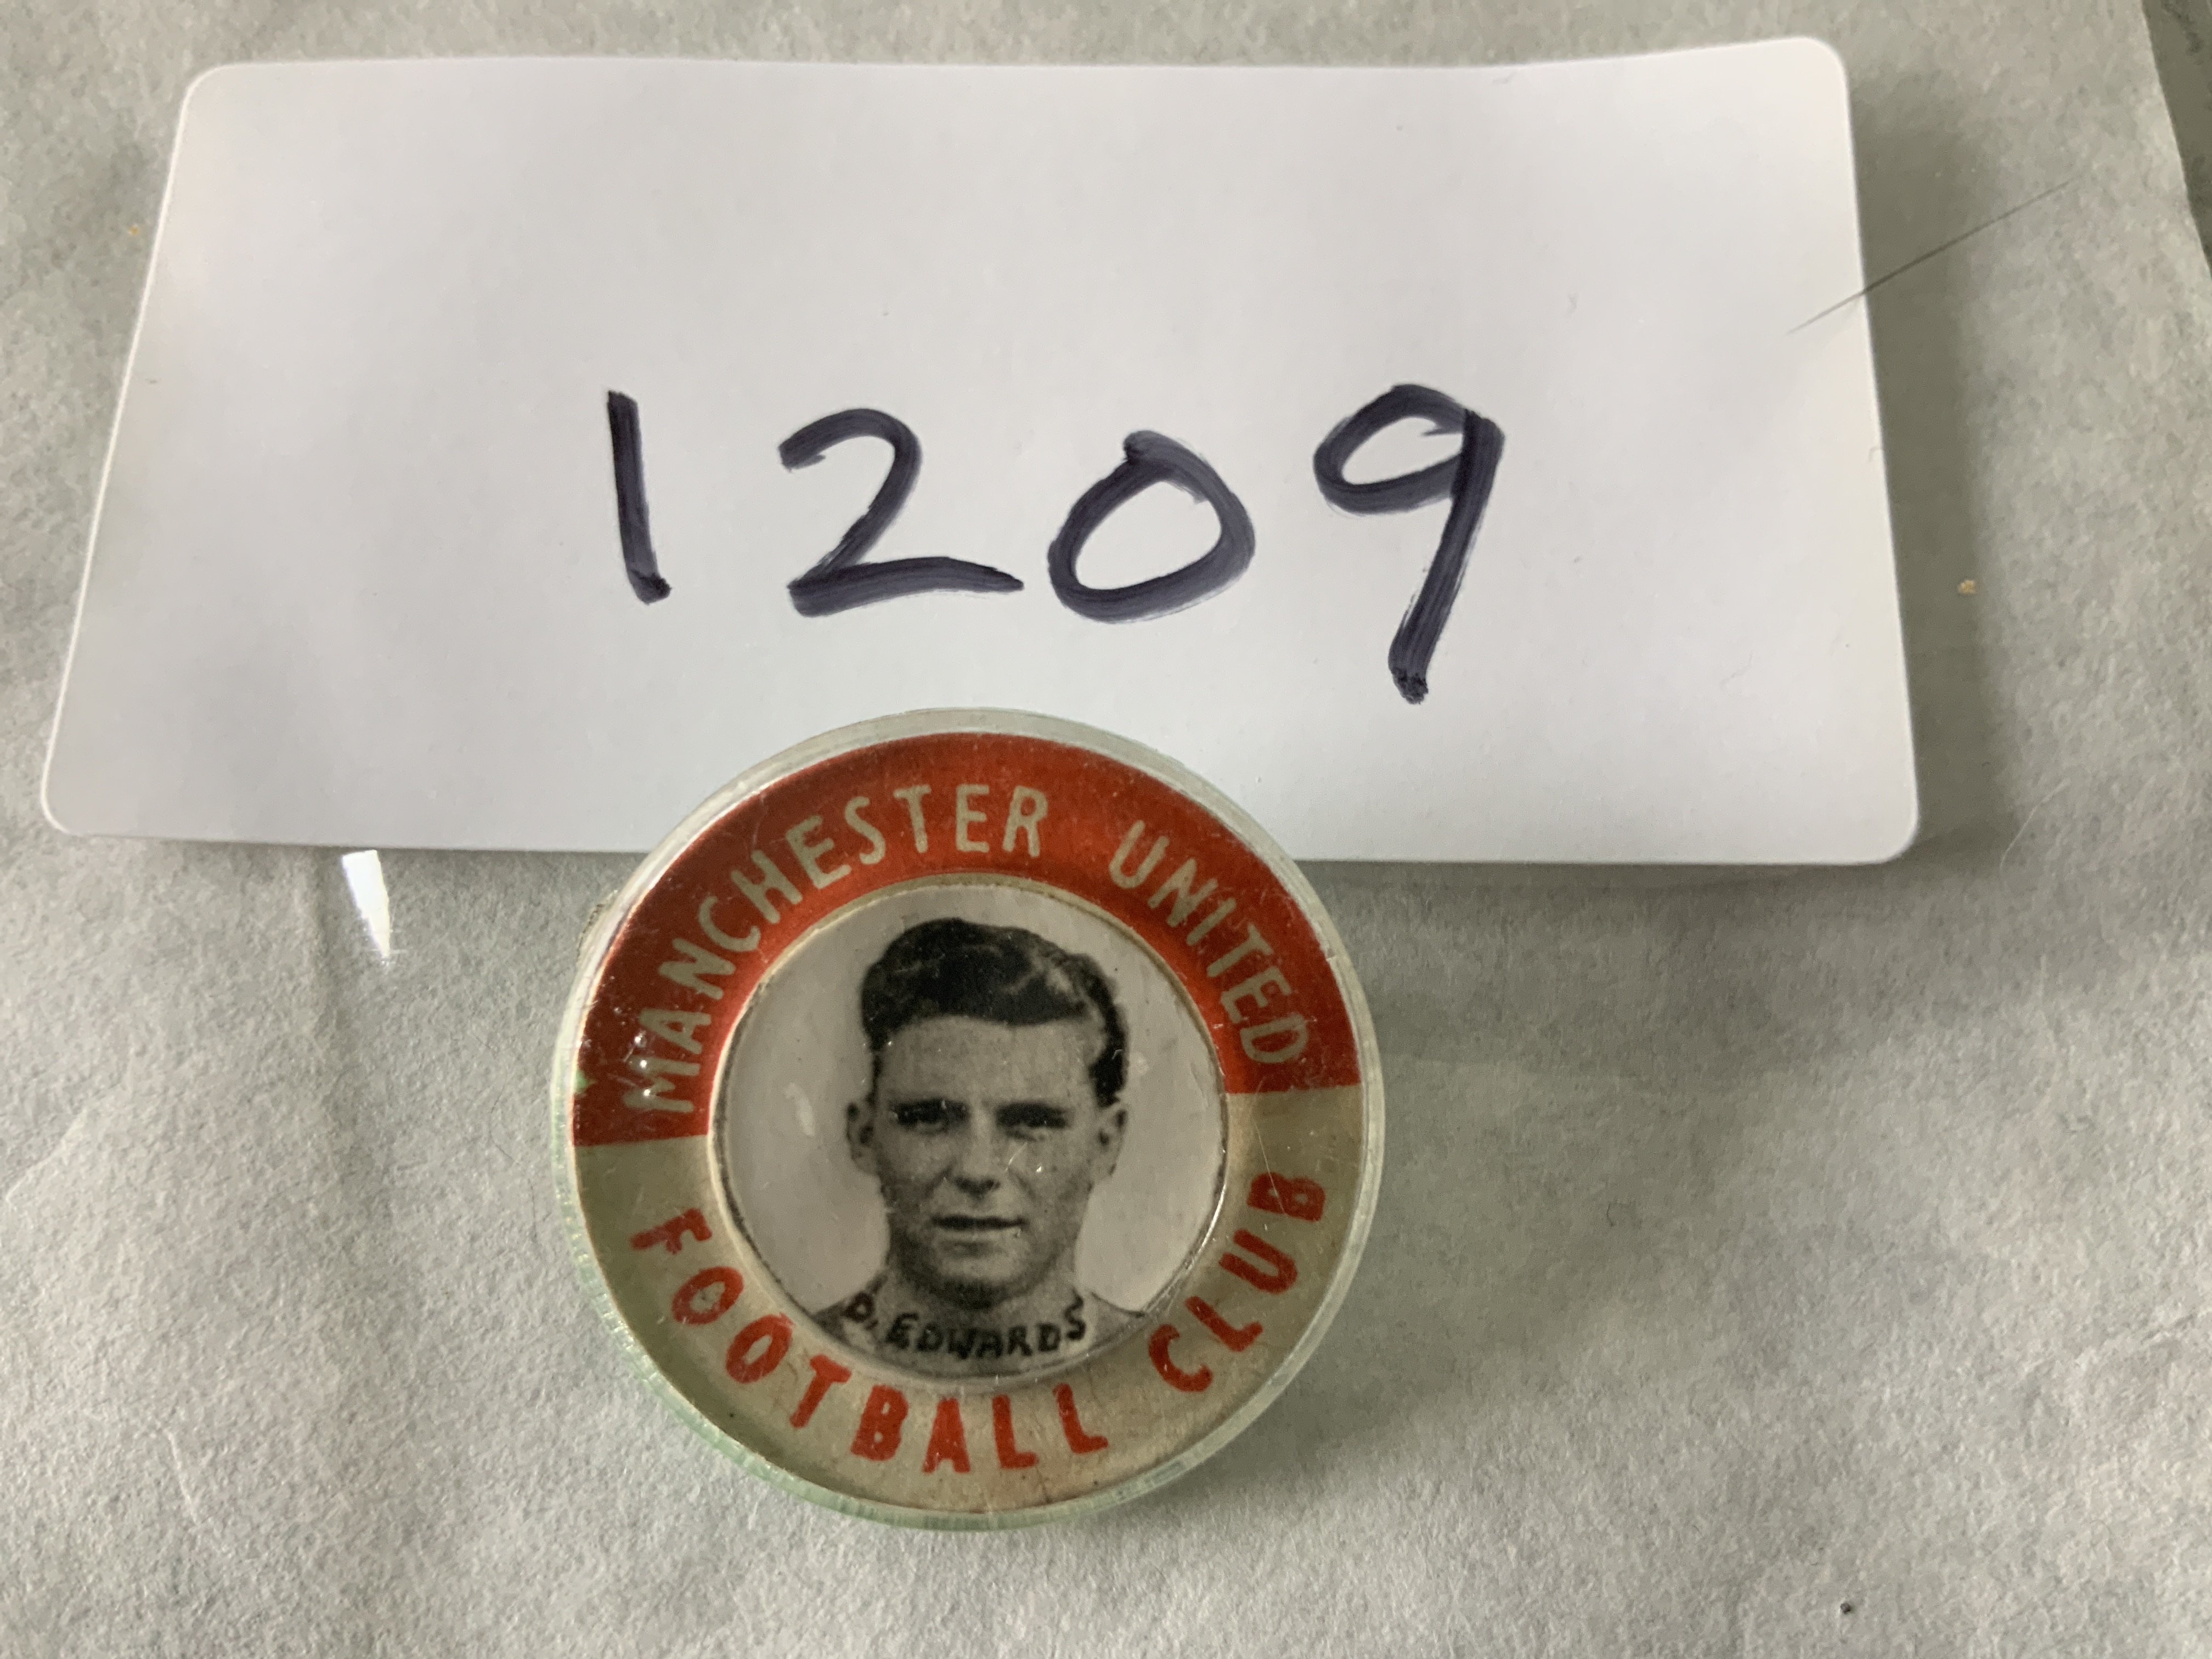 1209
MANCHESTER UNITED
D. EDWARDS
FOOTBALL CLUB